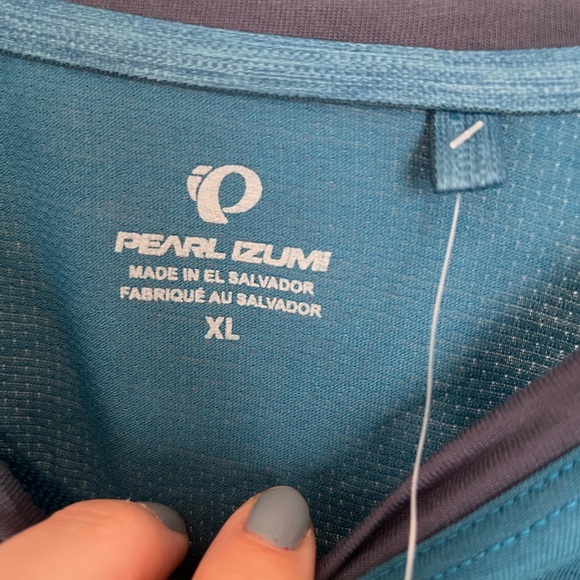 PEARL IZUMI
MADE IN EL SALVADOR
FABRIQUÉ AU SALVADOR
XL